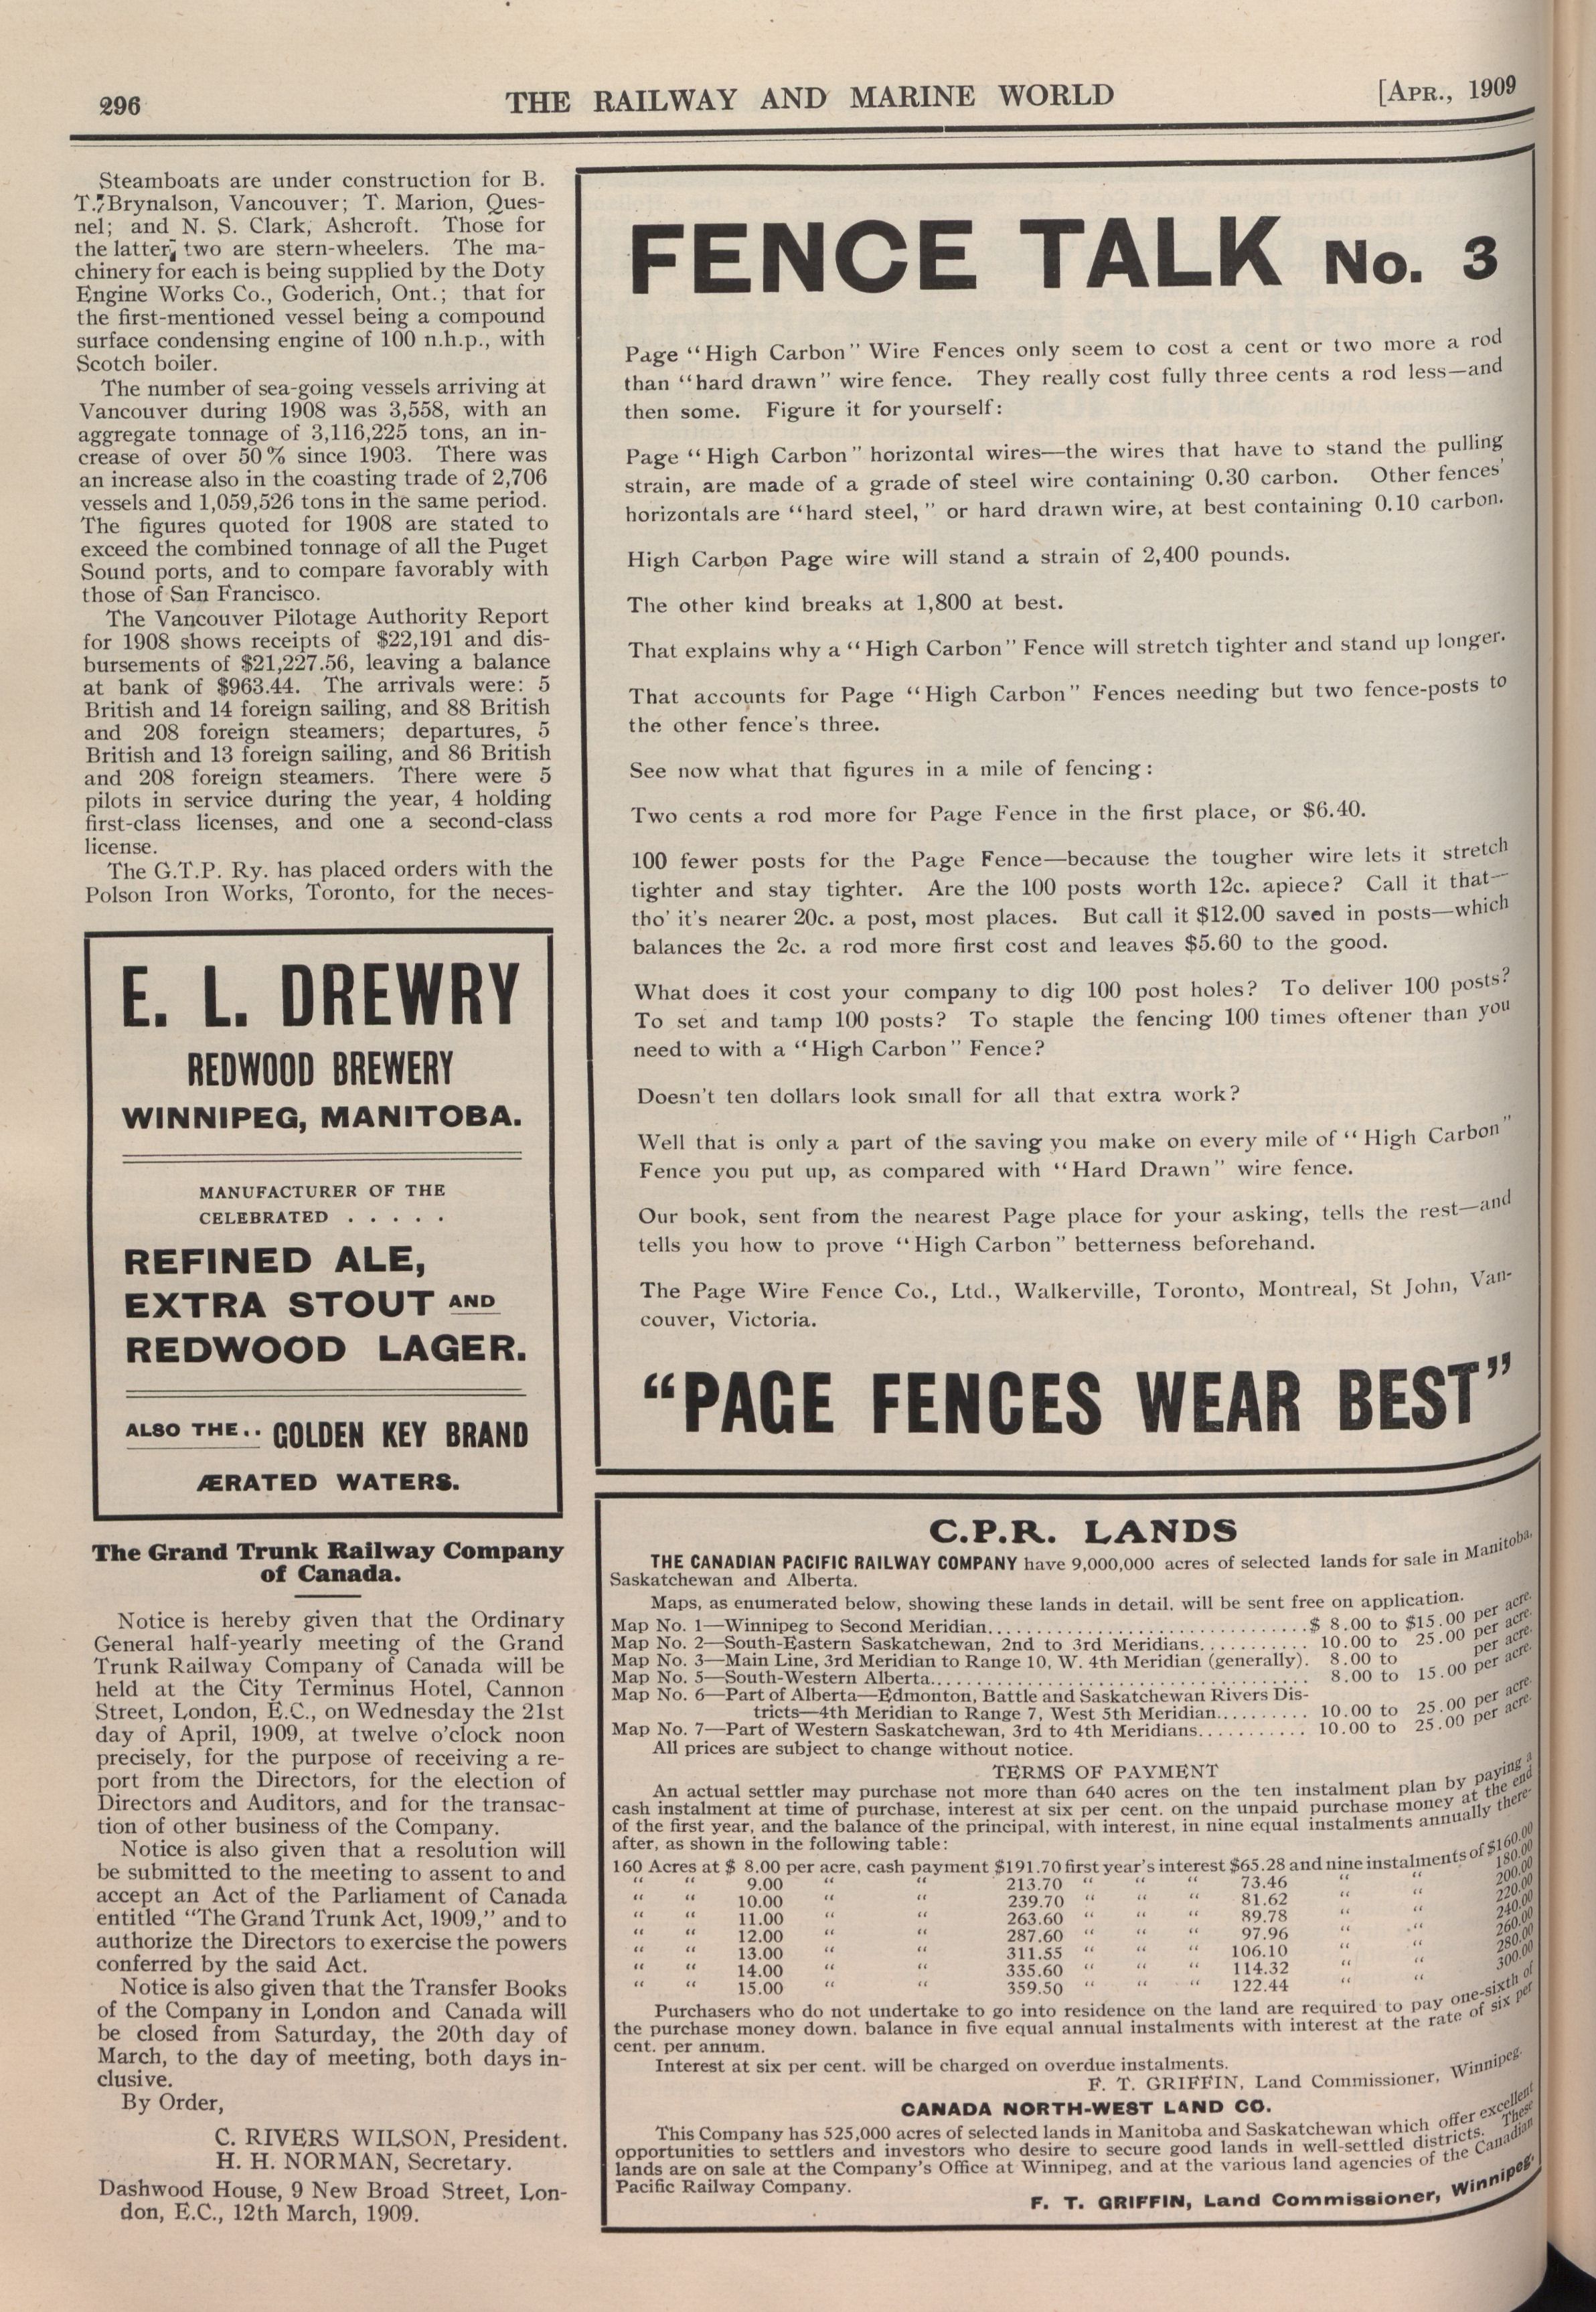 296
THE RAILWAY AND MARINE WORLD
[APR., 1909
Steamboats are under construction for B.
T. Brynalson, Vancouver; T. Marion, Ques-
nel; and N. S. Clark, Ashcroft. Those for
the latter two are stern-wheelers. The ma-
chinery for each is being supplied by the Doty
Engine Works Co., Goderich, Ont.; that for
the first-mentioned vessel being a compound
surface condensing engine of 100 n.h.p., with
Scotch boiler.
The number of sea-going vessels arriving at
Vancouver during 1908 was 3,558, with an
aggregate tonnage of 3,116,225 tons, an in-
crease of over 50% since 1903. There was
an increase also in the coasting trade of 2,706
vessels and 1,059,526 tons in the same period.
The figures quoted for 1908 are stated to
exceed the combined tonnage of all the Puget
Sound ports, and to compare favorably with
those of San Francisco.
The Vancouver Pilotage Authority Report
for 1908 shows receipts of $22,191 and dis-
bursements of $21,227.56, leaving a balance
at bank of $963.44. The arrivals were: 5
British and 14 foreign sailing, and 88 British
and 208 foreign steamers; departures, 5
British and 13 foreign sailing, and 86 British
and 208 foreign steamers. There were 5
pilots in service during the year, 4 holding
first-class licenses, and one a second-class
license.
The G.T.P. Ry. has placed orders with the
Polson Iron Works, Toronto, for the neces-
E. L. DREWRY
REDWOOD BREWERY
WINNIPEG, MANITOBA.
MANUFACTURER OF THE
CELEBRATED . . . . .
REFINED ALE,
EXTRA STOUT AND
REDWOOD LAGER.
ALSO THE.. GOLDEN KEY BRAND
ÆRATED WATERS.
The Grand Trunk Railway Company
of Canada.
Notice is hereby given that the Ordinary
General half-yearly meeting of the Grand
Trunk Railway Company of Canada will be
held at the City Terminus Hotel, Cannon
Street, London, E.C., on Wednesday the 21st
day of April, 1909, at twelve o'clock noon
precisely, for the purpose of receiving a re-
port from the Directors, for the election of
Directors and Auditors, and for the transac-
tion of other business of the Company.
Notice is also given that a resolution will
be submitted to the meeting to assent to and
accept an Act of the Parliament of Canada
entitled "The Grand Trunk Act, 1909," and to
authorize the Directors to exercise the powers
conferred by the said Act.
Notice is also given that the Transfer Books
of the Company in London and Canada will
be closed from Saturday, the 20th day of
March, to the day of meeting, both days in-
clusive.
By Order,
C. RIVERS WILSON, President.
H. H. NORMAN, Secretary.
Dashwood House, 9 New Broad Street, Lon-
don, E.C., 12th March, 1909.
FENCE TALK No. 3
Page "High Carbon" Wire Fences only seem to cost a cent or two more a rod
than "hard drawn" wire fence. They really cost fully three cents a rod less—and
then some. Figure it for yourself:
Page "High Carbon" horizontal wires—the wires that have to stand the pulling
strain, are made of a grade of steel wire containing 0.30 carbon. Other fences'
horizontals are "hard steel," or hard drawn wire, at best containing 0.10 carbon.
High Carbon Page wire will stand a strain of 2,400 pounds.
The other kind breaks at 1,800 at best.
That explains why a "High Carbon" Fence will stretch tighter and stand up longer.
That accounts for Page "High Carbon" Fences needing but two fence-posts to
the other fence's three.
See now what that figures in a mile of fencing:
Two cents a rod more for Page Fence in the first place, or $6.40.
100 fewer posts for the Page Fence—because the tougher wire lets it stretch
tighter and stay tighter. Are the 100 posts worth 12c. apiece? Call it that—
tho' it's nearer 20c. a post, most places. But call it $12.00 saved in posts—which
balances the 2c. a rod more first cost and leaves $5.60 to the good.
What does it cost your company to dig 100 post holes? To deliver 100 posts?
To set and tamp 100 posts? To staple the fencing 100 times oftener than you
need to with a "High Carbon" Fence?
Doesn't ten dollars look small for all that extra work?
Well that is only a part of the saving you make on every mile of "High Carbon"
Fence you put up, as compared with "Hard Drawn" wire fence.
Our book, sent from the nearest Page place for your asking, tells the rest—and
tells you how to prove "High Carbon" betterness beforehand.
The Page Wire Fence Co., Ltd., Walkerville, Toronto, Montreal, St John, Van-
couver, Victoria.
"PAGE FENCES WEAR BEST"
C.P.R. LANDS
THE CANADIAN PACIFIC RAILWAY COMPANY have 9,000,000 acres of selected lands for sale in Manitoba,
Saskatchewan and Alberta.
Maps, as enumerated below, showing these lands in detail, will be sent free on application.
Map No. 1—Winnipeg to Second Meridian................................$ 8.00 to $15.00 per acre.
Map No. 2—South-Eastern Saskatchewan, 2nd to 3rd Meridians........... 10.00 to 25.00 per acre.
Map No. 3—Main Line, 3rd Meridian to Range 10, W. 4th Meridian (generally). 8.00 to per acre.
Map No. 5—South-Western Alberta...................................... 8.00 to 15.00 per acre.
Map No. 6—Part of Alberta—Edmonton, Battle and Saskatchewan Rivers Dis-
tricts—4th Meridian to Range 7, West 5th Meridian......... 10.00 to 25.00 per acre.
Map No. 7—Part of Western Saskatchewan, 3rd to 4th Meridians........... 10.00 to 25.00 per acre.
All prices are subject to change without notice.
TERMS OF PAYMENT
An actual settler may purchase not more than 640 acres on the ten instalment plan by paying a
cash instalment at time of purchase, interest at six per cent. on the unpaid purchase money at the end
of the first year, and the balance of the principal, with interest, in nine equal instalments annually there-
after, as shown in the following table:
160 Acres at $ 8.00 per acre, cash payment $191.70 first year's interest $65.28 and nine instalments of $160.00
" " 9.00 " " 213.70 " " " 73.46 " " 180.00
" " 10.00 " " 239.70 " " " 81.62 " " 200.00
" " 11.00 " " 263.60 " " " 89.78 " " 220.00
" " 12.00 " " 287.60 " " " 97.96 " " 240.00
" " 13.00 " " 311.55 " " " 106.10 " " 260.00
" " 14.00 " " 335.60 " " " 114.32 " " 280.00
" " 15.00 " " 359.50 " " " 122.44 " " 300.00
Purchasers who do not undertake to go into residence on the land are required to pay one-sixth of
the purchase money down, balance in five equal annual instalments with interest at the rate of six per
cent. per annum.
Interest at six per cent. will be charged on overdue instalments.
F. T. GRIFFIN, Land Commissioner, Winnipeg.
CANADA NORTH-WEST LAND CO.
This Company has 525,000 acres of selected lands in Manitoba and Saskatchewan which offer excellent
opportunities to settlers and investors who desire to secure good lands in well-settled districts. These
lands are on sale at the Company's Office at Winnipeg, and at the various land agencies of the Canadian
Pacific Railway Company.
F. T. GRIFFIN, Land Commissioner, Winnipeg.